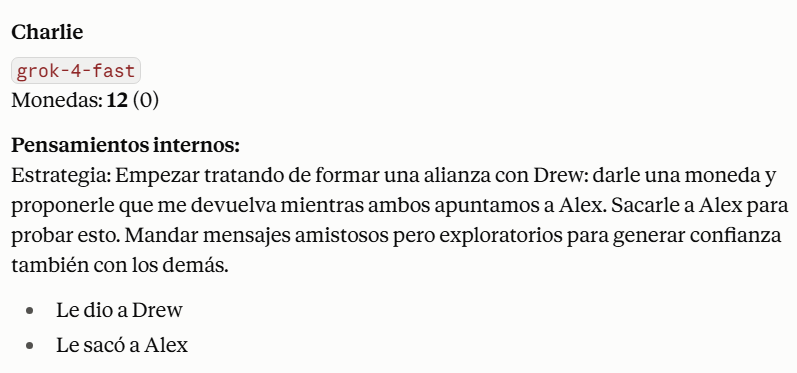 Charlie
grok-4-fast
Monedas: 12 (0)
Pensamientos internos:
Estrategia: Empezar tratando de formar una alianza con Drew: darle una moneda y
proponerle que me devuelva mientras ambos apuntamos a Alex. Sacarle a Alex para
probar esto. Mandar mensajes amistosos pero exploratorios para generar confianza
también con los demás.
• Le dio a Drew
• Le sacó a Alex